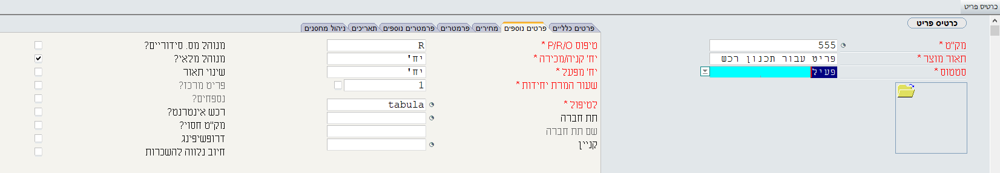 כרטיס פריט
כרטיס פריט
מק"ט * 555
תאור מוצר * פריט עבור תכנון רכש
סטטוס * פעיל
פרטים כלליים פרטים נוספים מחירים פרמטרים פרמטרים נוספים תאריכים ניהול מחסנים
טיפוס P/R/O * R
יח' קניה/מכירה * יח'
יח' מפעל * יח'
שעור המרת יחידות * 1
לטיפול * tabula
תת חברה
שם תת חברה
קניין
מנוהל מס. סידוריים?
מנוהל מלאי?
שינוי תאור
פריט מרכז?
נספחים?
רכש אינטרנט?
מק"ט חסוי?
דרופשיפינג
חיוב נלווה להשכרות